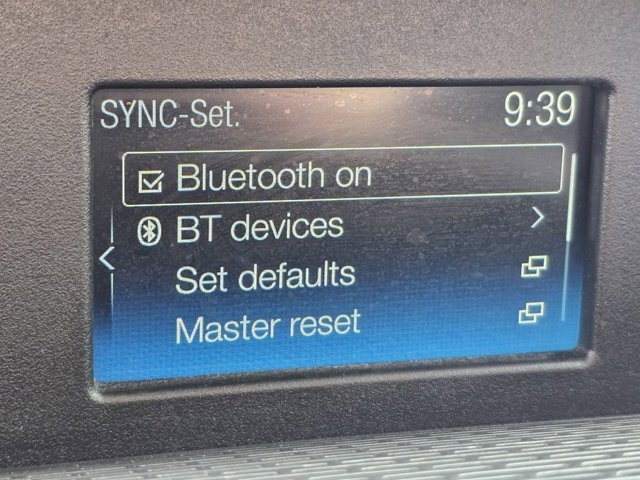 SYNC-Set.
9:39
Bluetooth on
BT devices
Set defaults
Master reset